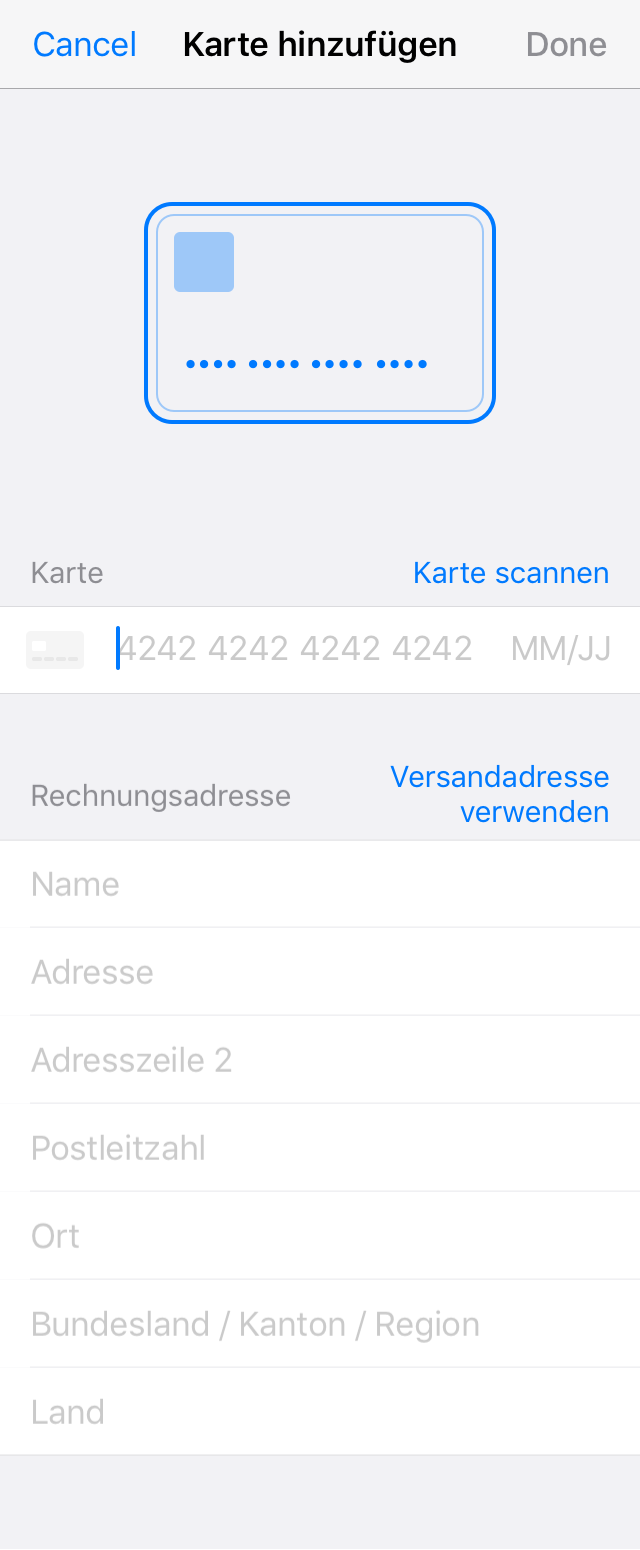 Cancel Karte hinzufügen Done
•••• •••• •••• ••••
Karte Karte scannen
4242 4242 4242 4242 MM/JJ
Rechnungsadresse Versandadresse
verwenden
Name
Adresse
Adresszeile 2
Postleitzahl
Ort
Bundesland / Kanton / Region
Land